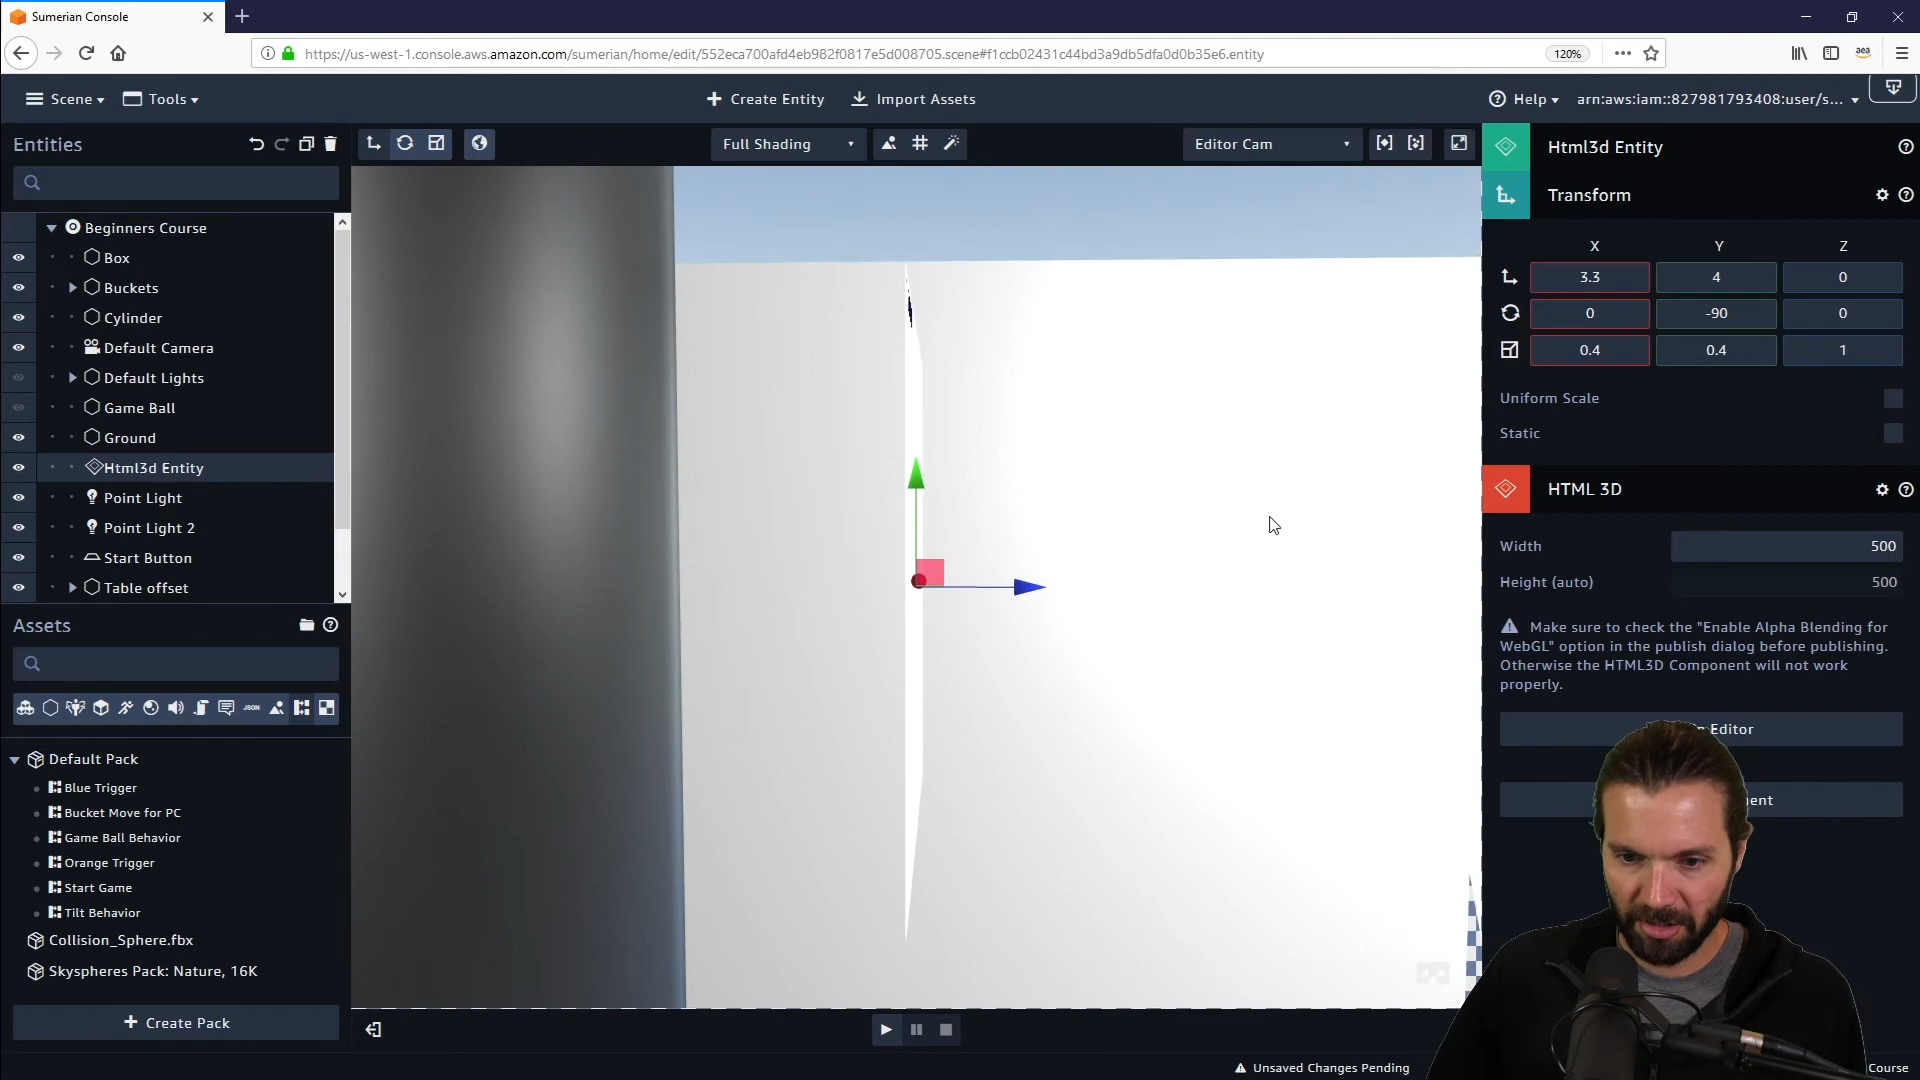 Sumerian Console
https://us-west-1.console.aws.amazon.com/sumerian/home/edit/552eca700afd4eb982f0817e5d008705.scene#f1ccb02431c44bd3a9db5dfa0d0b35e6.entity
120%
aea
Scene
Tools
Create Entity
Import Assets
Help
arn:aws:iam::827981793408:user/s...
Entities
Full Shading
Editor Cam
Html3d Entity
Transform
X Y Z
3.3 4 0
0 -90 0
0.4 0.4 1
Uniform Scale
Static
HTML 3D
Width 500
Height (auto) 500
Make sure to check the "Enable Alpha Blending for
WebGL" option in the publish dialog before publishing.
Otherwise the HTML3D Component will not work
properly.
Editor
Beginners Course
Box
Buckets
Cylinder
Default Camera
Default Lights
Game Ball
Ground
Html3d Entity
Point Light
Point Light 2
Start Button
Table offset
Assets
JSON
Default Pack
Blue Trigger
Bucket Move for PC
Game Ball Behavior
Orange Trigger
Start Game
Tilt Behavior
Collision_Sphere.fbx
Skyspheres Pack: Nature, 16K
Create Pack
Unsaved Changes Pending
Course